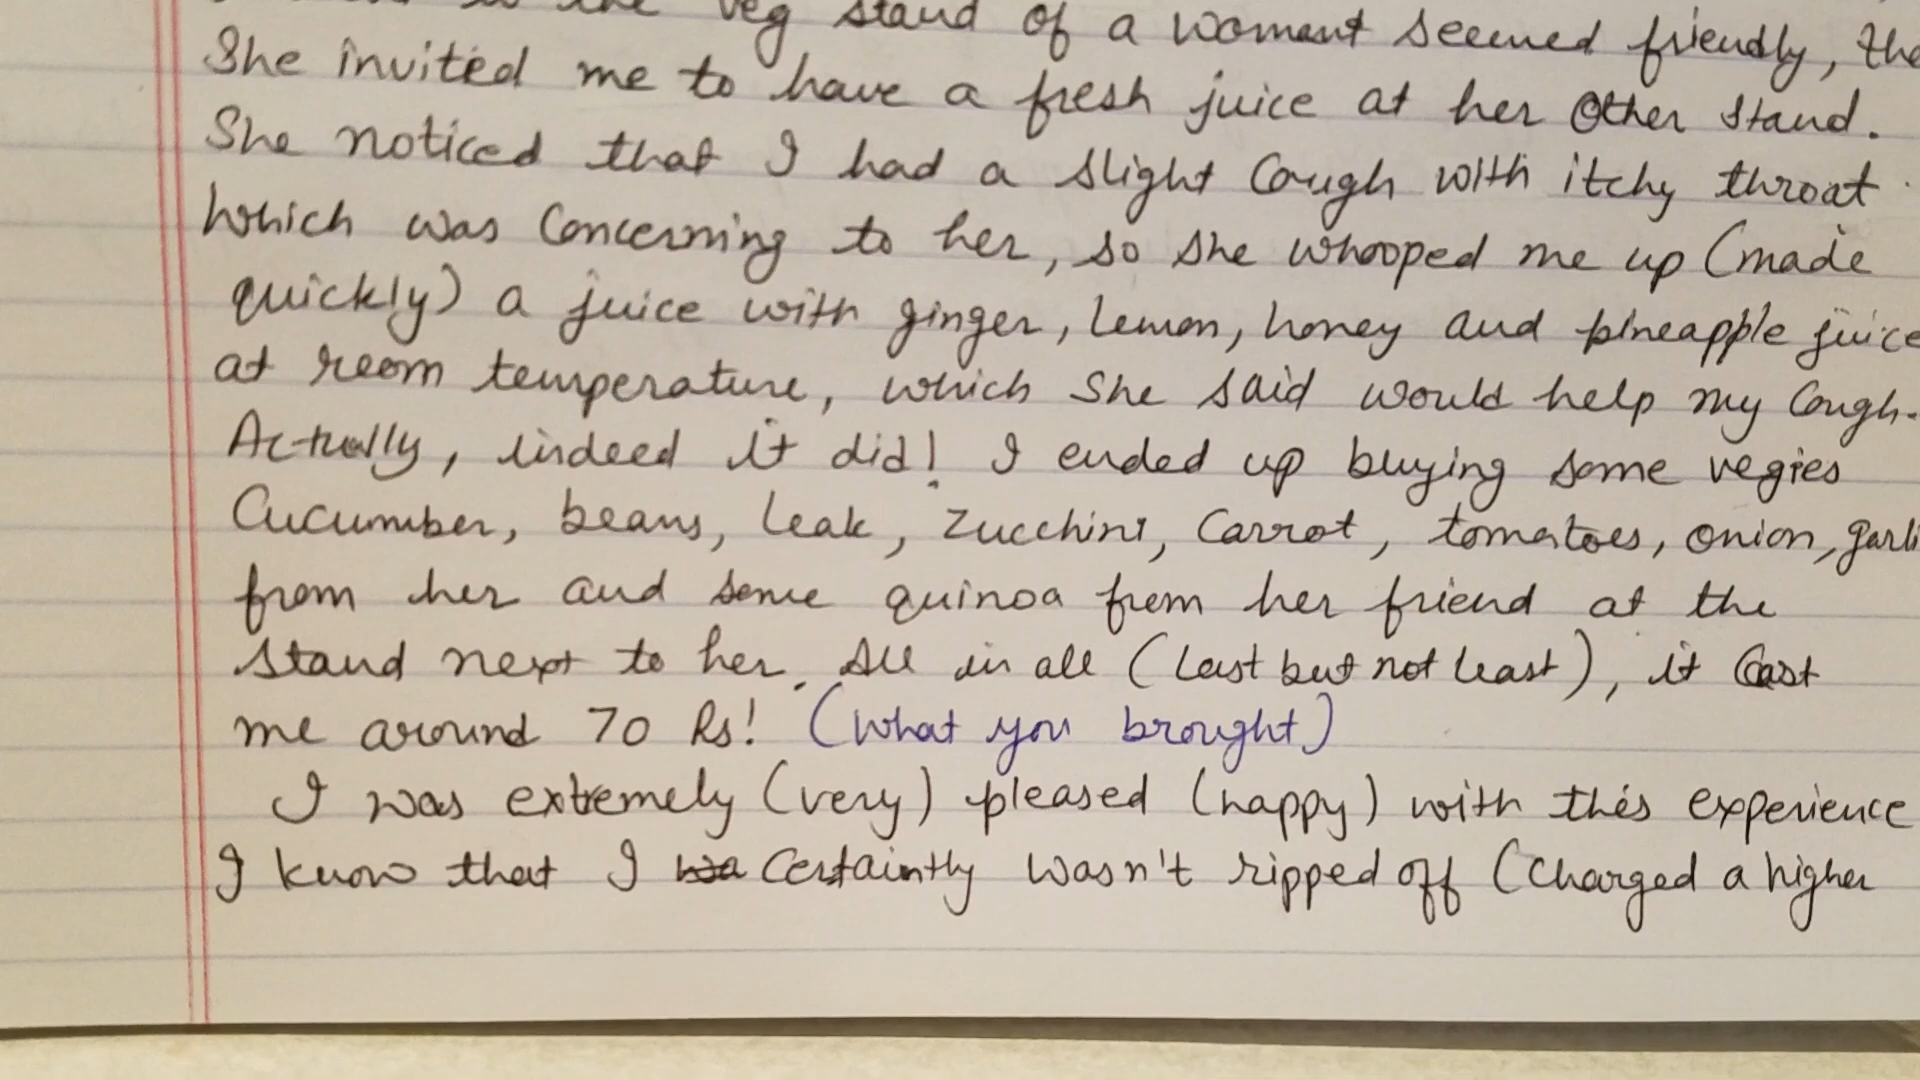 the veg stand of a woment seemed friendly, the
She invited me to have a fresh juice at her Other stand.
She noticed that I had a slight Cough with itchy throat
which was Concerning to her, so she whooped me up (made
quickly) a juice with ginger, lemon, honey and pineapple juice
at room temperature, which She said would help my Cough.
Actually, indeed it did! I ended up buying some vegies
Cucumber, beans, leak, zucchini, Carrot, tomatoes, onion, garli
from her and some quinoa from her friend at the
stand next to her. All in all (last but not least), it Cost
me around 70 Rs! (What you brought)
I was extremely (very) pleased (happy) with this experience
I know that I wa Certaintly wasn't ripped off (Charged a higher